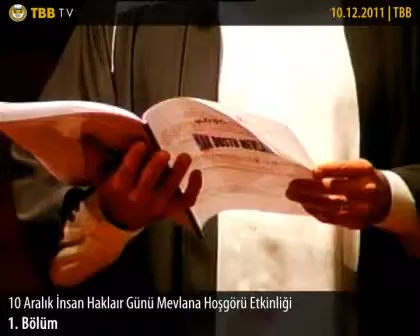 TBB TV
10.12.2011 | TBB
10 Aralık İnsan Haklaır Günü Mevlana Hoşgörü Etkinliği
1. Bölüm